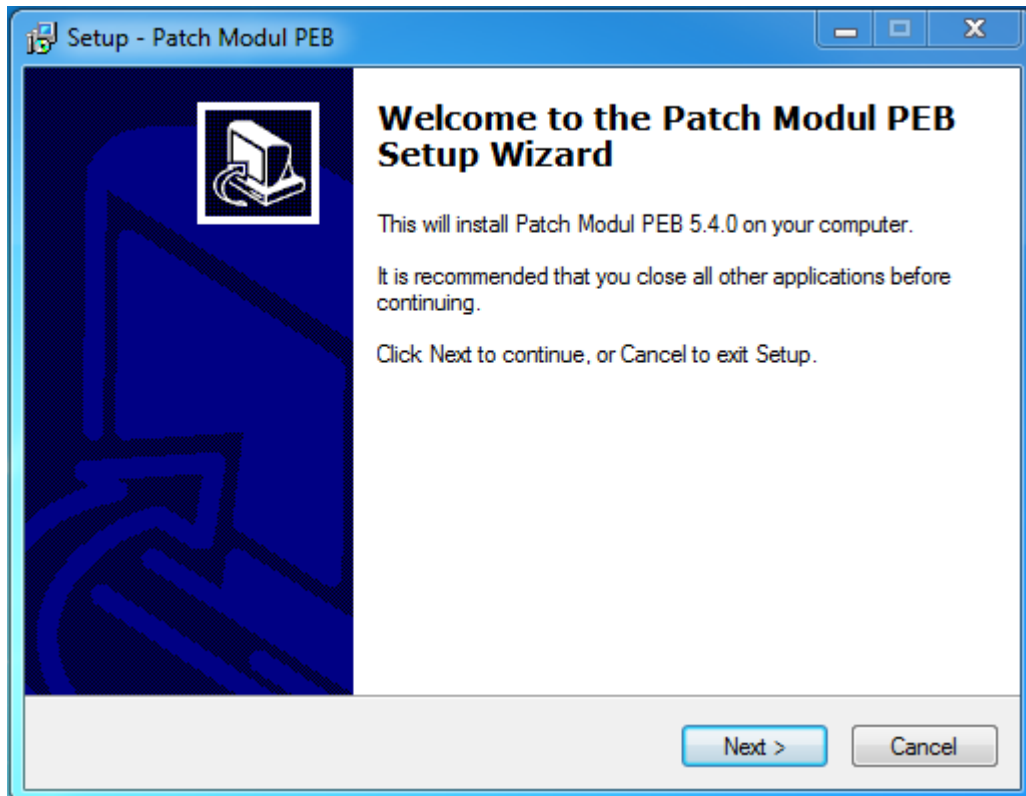 Setup - Patch Modul PEB
Welcome to the Patch Modul PEB
Setup Wizard
This will install Patch Modul PEB 5.4.0 on your computer.
It is recommended that you close all other applications before
continuing.
Click Next to continue, or Cancel to exit Setup.
Next >
Cancel